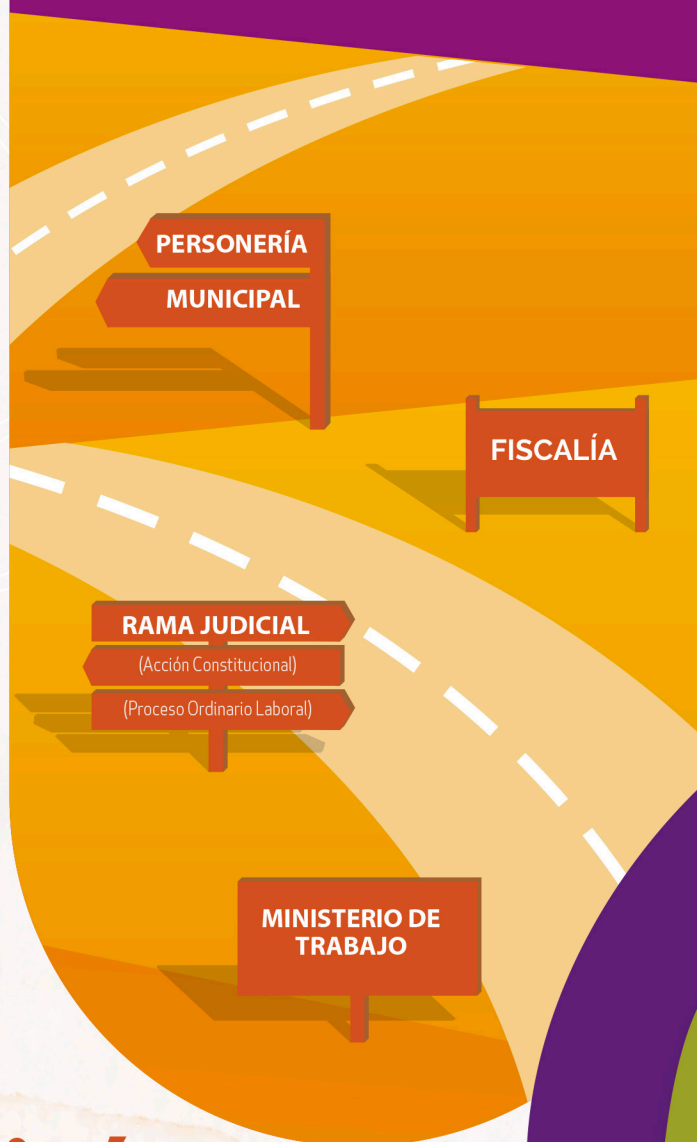 PERSONERÍA
MUNICIPAL
FISCALÍA
RAMA JUDICIAL
(Acción Constitucional)
(Proceso Ordinario Laboral)
MINISTERIO DE
TRABAJO